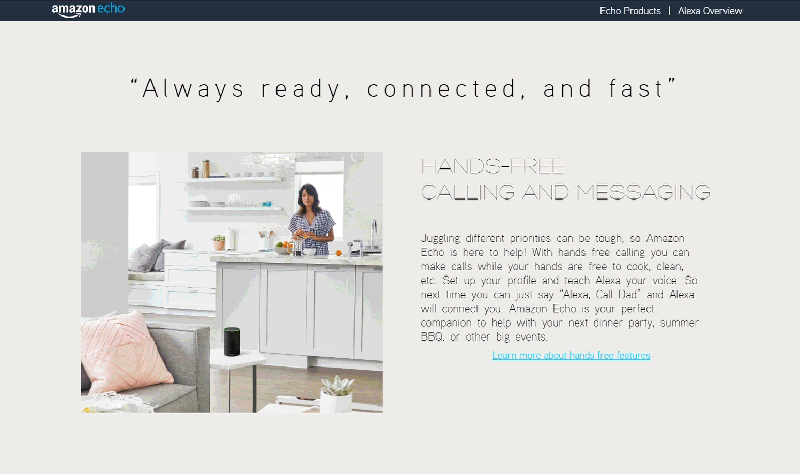 amazon echo
Echo Products | Alexa Overview
“Always ready, connected, and fast”
HANDS-FREE
CALLING AND MESSAGING
Juggling different priorities can be tough, so Amazon
Echo is here to help! With hands free calling you can
make calls while your hands are free to cook, clean,
etc. Set up your profile and teach Alexa your voice. So
next time you can just say “Alexa, Call Dad” and Alexa
will connect you. Amazon Echo is your perfect
companion to help with your next dinner party, summer
BBQ, or other big events.
Learn more about hands free features